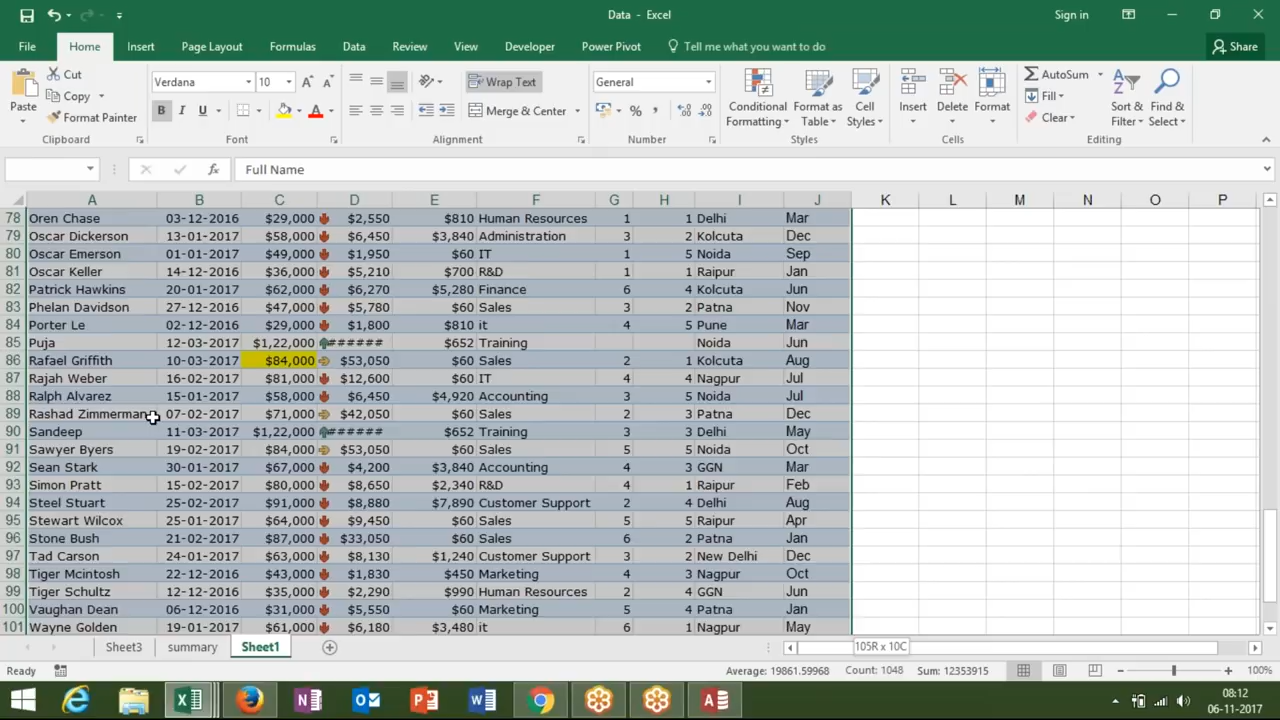 Data - Excel
Sign in
File Home Insert Page Layout Formulas Data Review View Developer Power Pivot Tell me what you want to do Share
Paste
Cut
Copy
Format Painter
Clipboard
Verdana 10
B I U
Font
Wrap Text
Merge & Center
Alignment
General
%
Number
Conditional Formatting
Format as Table
Cell Styles
Styles
Insert Delete Format
Cells
AutoSum
Fill
Clear
Sort & Filter
Find & Select
Editing
fx Full Name
A B C D E F G H I J K L M N O P
78 Oren Chase 03-12-2016 $29,000 $2,550 $810 Human Resources 1 1 Delhi Mar
79 Oscar Dickerson 13-01-2017 $58,000 $6,450 $3,840 Administration 3 2 Kolcuta Dec
80 Oscar Emerson 01-01-2017 $49,000 $1,950 $60 IT 1 5 Noida Sep
81 Oscar Keller 14-12-2016 $36,000 $5,210 $700 R&D 1 1 Raipur Jan
82 Patrick Hawkins 20-01-2017 $62,000 $6,270 $5,280 Finance 6 4 Kolcuta Jun
83 Phelan Davidson 27-12-2016 $47,000 $5,780 $60 Sales 3 2 Patna Nov
84 Porter Le 02-12-2016 $29,000 $1,800 $810 it 4 5 Pune Mar
85 Puja 12-03-2017 $1,22,000 ###### $652 Training Noida Jun
86 Rafael Griffith 10-03-2017 $84,000 $53,050 $60 Sales 2 1 Kolcuta Aug
87 Rajah Weber 16-02-2017 $81,000 $12,600 $60 IT 4 4 Nagpur Jul
88 Ralph Alvarez 15-01-2017 $58,000 $6,450 $4,920 Accounting 3 5 Noida Jul
89 Rashad Zimmerman 07-02-2017 $71,000 $42,050 $60 Sales 2 3 Patna Dec
90 Sandeep 11-03-2017 $1,22,000 ###### $652 Training 3 3 Delhi May
91 Sawyer Byers 19-02-2017 $84,000 $53,050 $60 Sales 5 5 Noida Oct
92 Sean Stark 30-01-2017 $67,000 $4,200 $3,840 Accounting 4 3 GGN Mar
93 Simon Pratt 15-02-2017 $80,000 $8,650 $2,340 R&D 4 1 Raipur Feb
94 Steel Stuart 25-02-2017 $91,000 $8,880 $7,890 Customer Support 2 4 Delhi Aug
95 Stewart Wilcox 25-01-2017 $64,000 $9,450 $60 Sales 5 5 Raipur Apr
96 Stone Bush 21-02-2017 $87,000 $33,050 $60 Sales 6 2 Patna Jan
97 Tad Carson 24-01-2017 $63,000 $8,130 $1,240 Customer Support 3 2 New Delhi Dec
98 Tiger Mcintosh 22-12-2016 $43,000 $1,830 $450 Marketing 4 3 Nagpur Oct
99 Tiger Schultz 12-12-2016 $35,000 $2,290 $990 Human Resources 2 4 GGN Jun
100 Vaughan Dean 06-12-2016 $31,000 $5,550 $60 Marketing 5 4 Patna Jan
101 Wayne Golden 19-01-2017 $61,000 $6,180 $3,480 it 6 1 Nagpur May
Sheet3 summary Sheet1 105R x 10C
Ready Average: 19861.59968 Count: 1048 Sum: 12353915 100%
08:12
06-11-2017